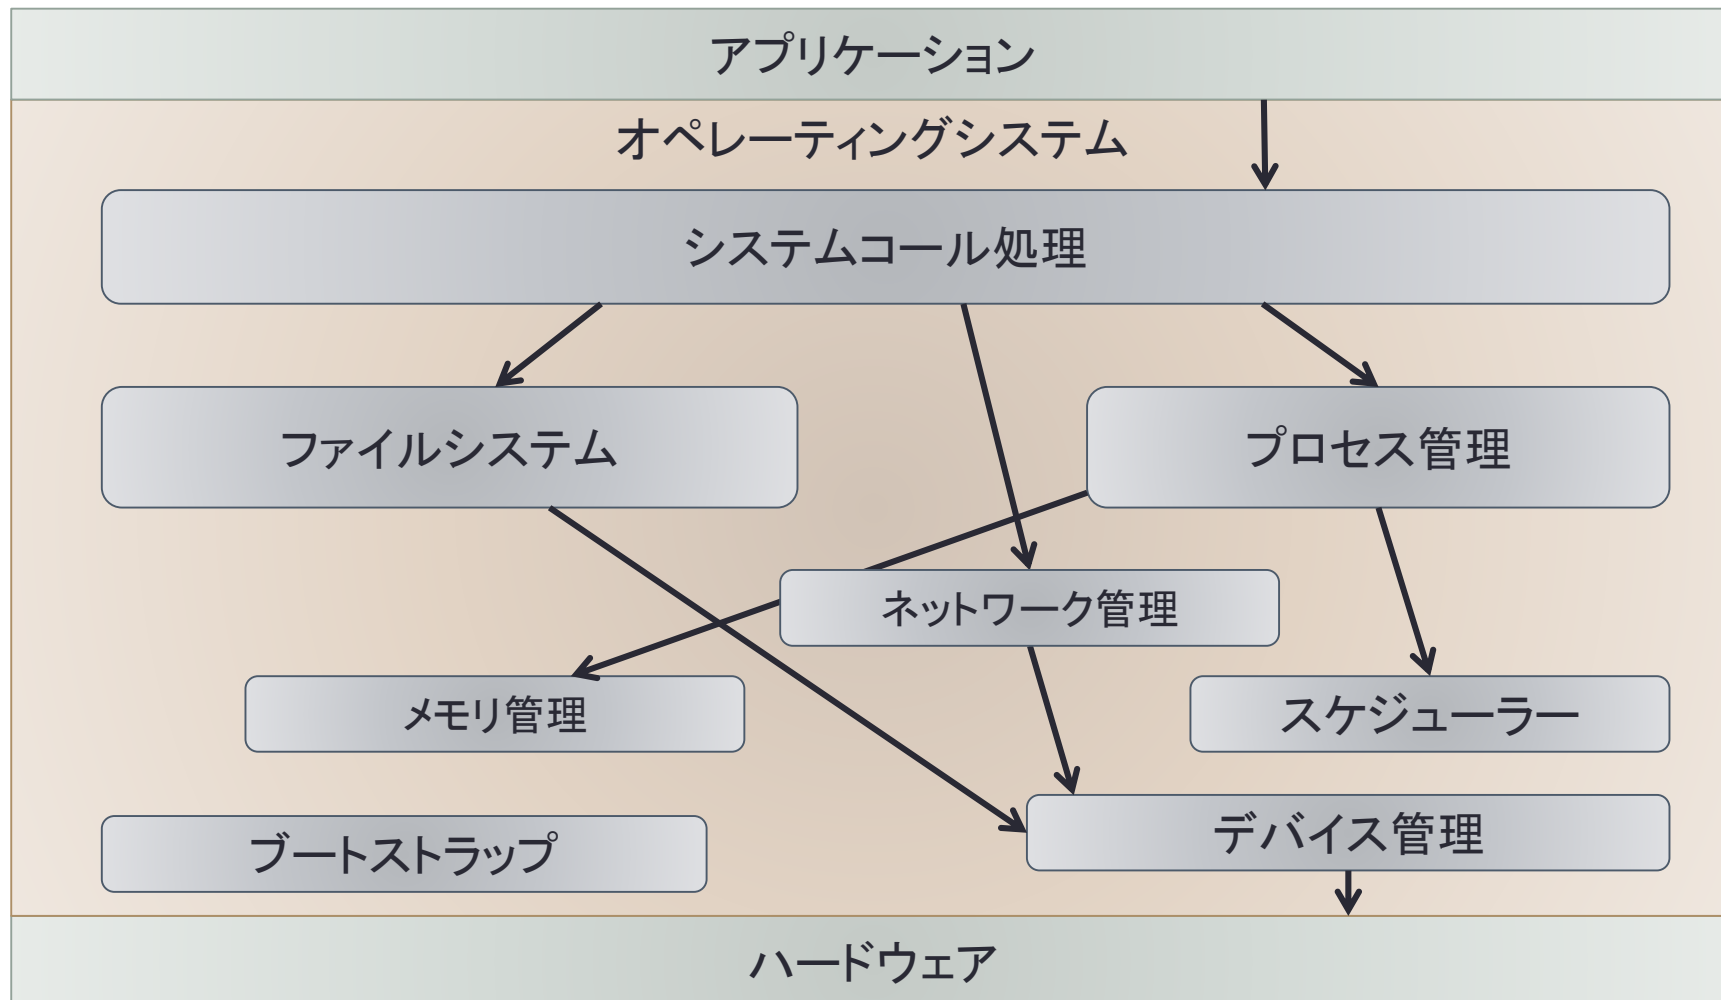 アプリケーション
オペレーティングシステム
システムコール処理
ファイルシステム
プロセス管理
ネットワーク管理
メモリ管理
スケジューラー
ブートストラップ
デバイス管理
ハードウェア